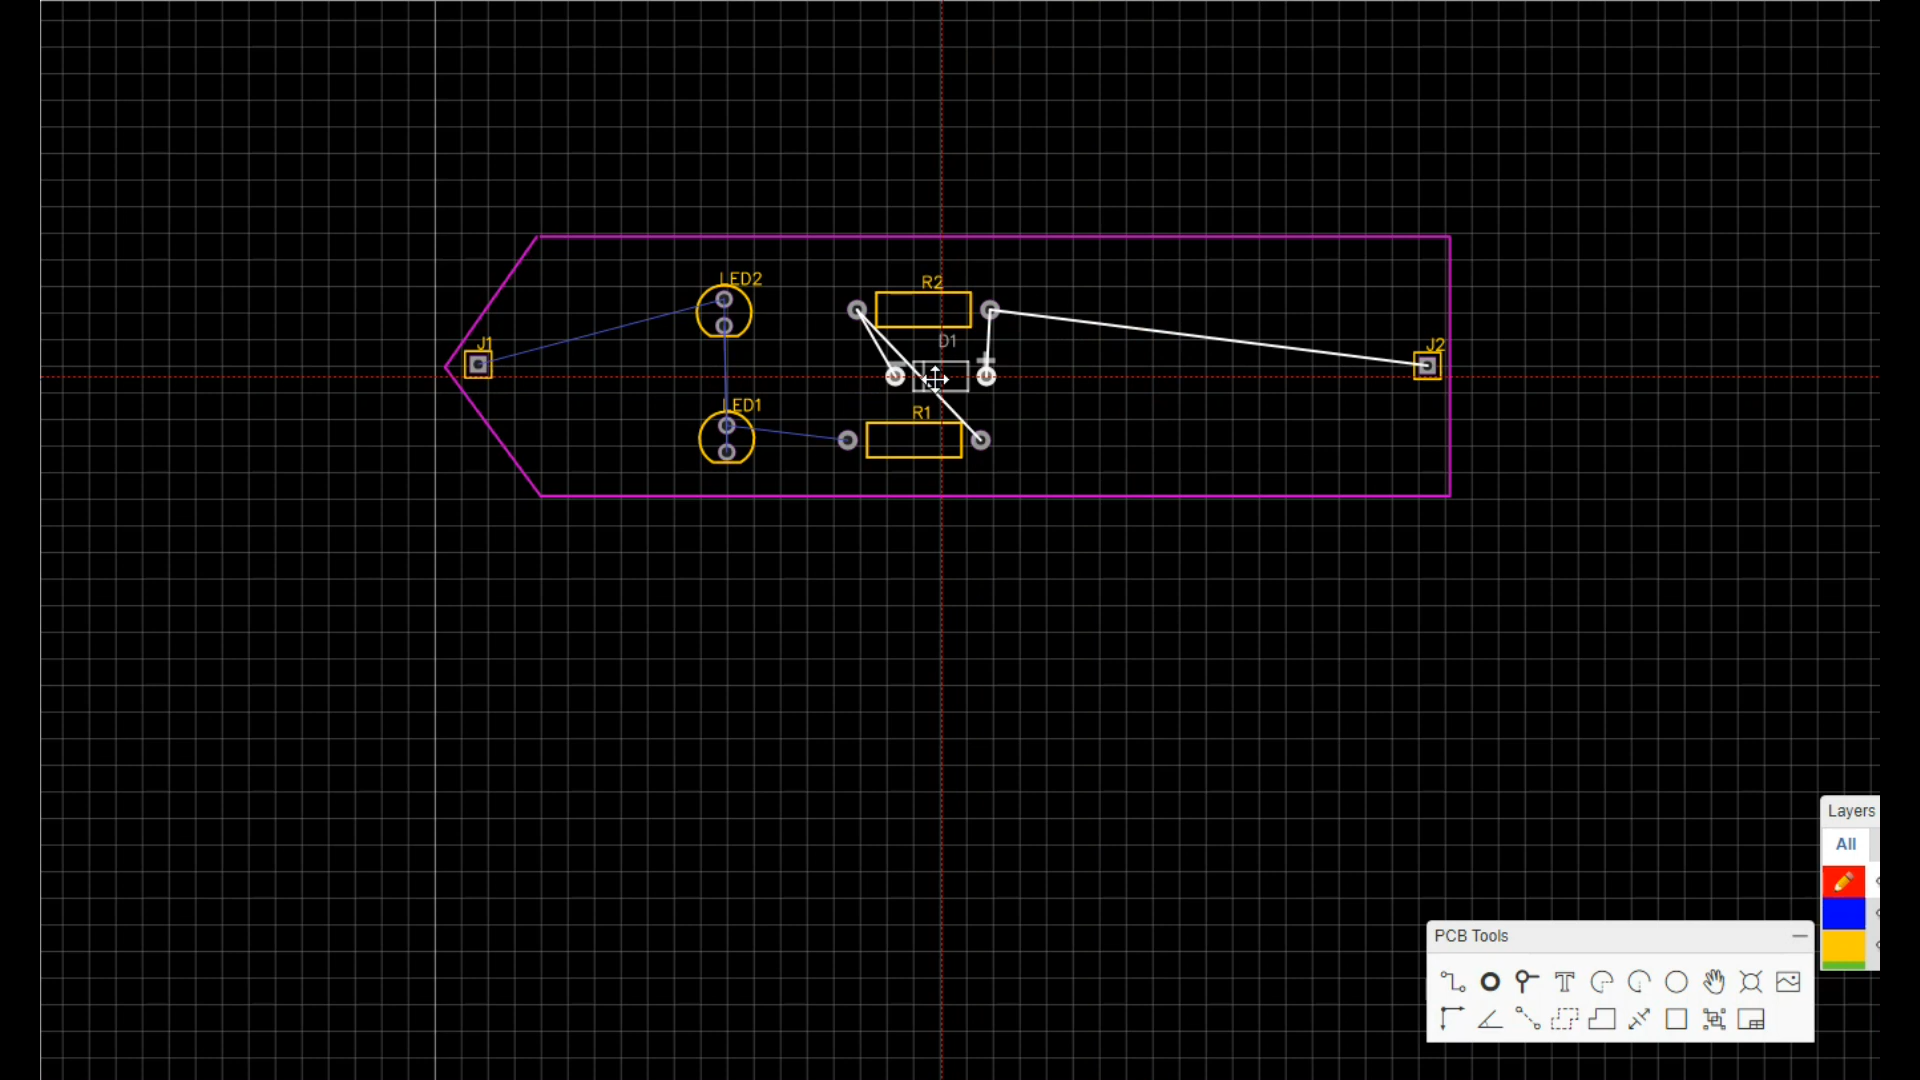 LED2
R2
D1
J1
J2
LED1
R1
Layers
All
PCB Tools